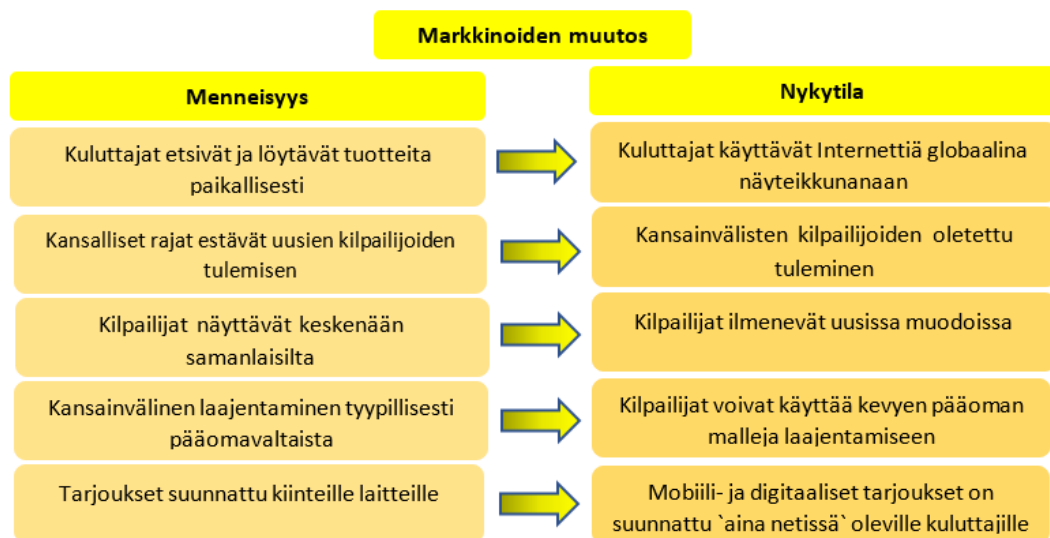 Markkinoiden muutos
Menneisyys
Nykytila
Kuluttajat etsivät ja löytävät tuotteita
paikallisesti
Kuluttajat käyttävät Internettiä globaalina
näyteikkunanaan
Kansalliset rajat estävät uusien kilpailijoiden
tulemisen
Kansainvälisten kilpailijoiden oletettu
tuleminen
Kilpailijat näyttävät keskenään
samanlaisilta
Kilpailijat ilmenevät uusissa muodoissa
Kansainvälinen laajentaminen tyypillisesti
pääomavaltaista
Kilpailijat voivat käyttää kevyen pääoman
malleja laajentamiseen
Tarjoukset suunnattu kiinteille laitteille
Mobiili- ja digitaaliset tarjoukset on
suunnattu `aina netissä` oleville kuluttajille